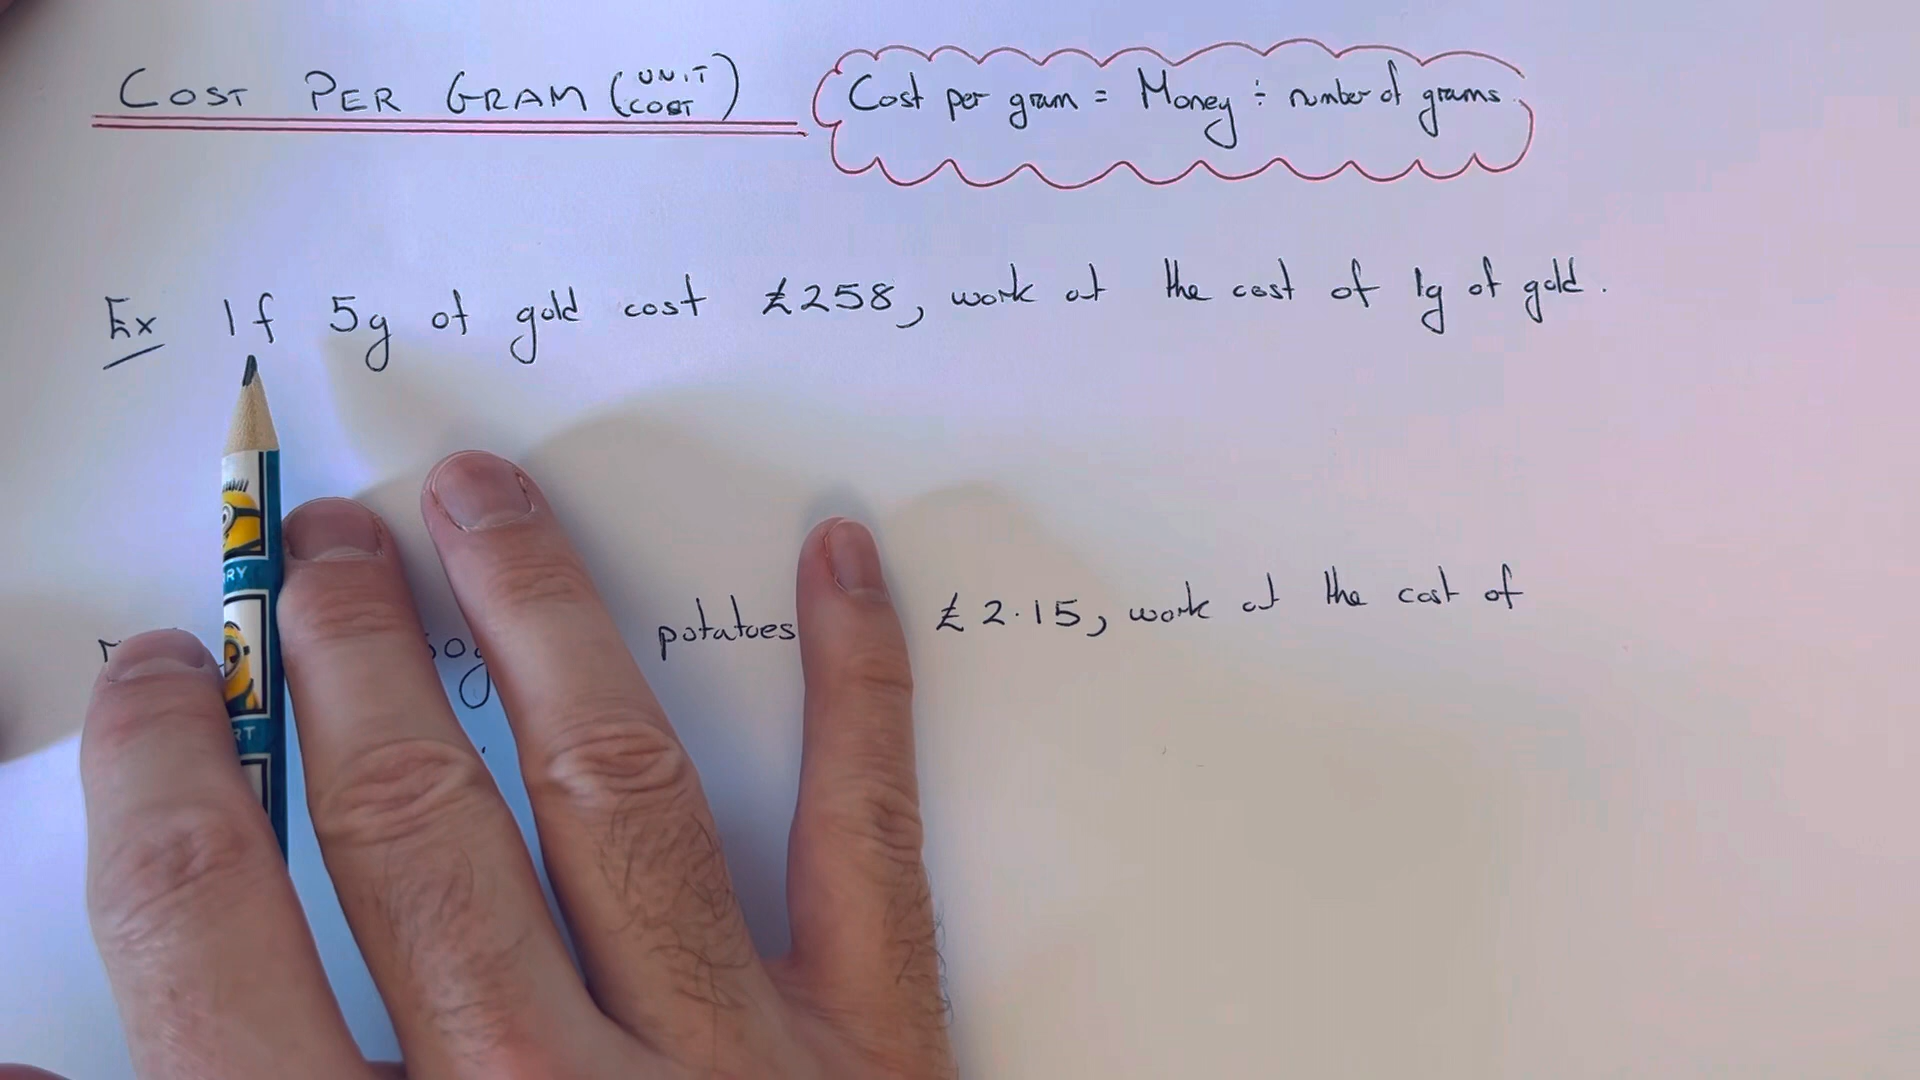 COST PER GRAM (UNIT COST)
Cost per gram = Money ÷ number of grams.
Ex If 5g of gold cost £258, work out the cost of 1g of gold.
potatoes £2.15, work out the cost of